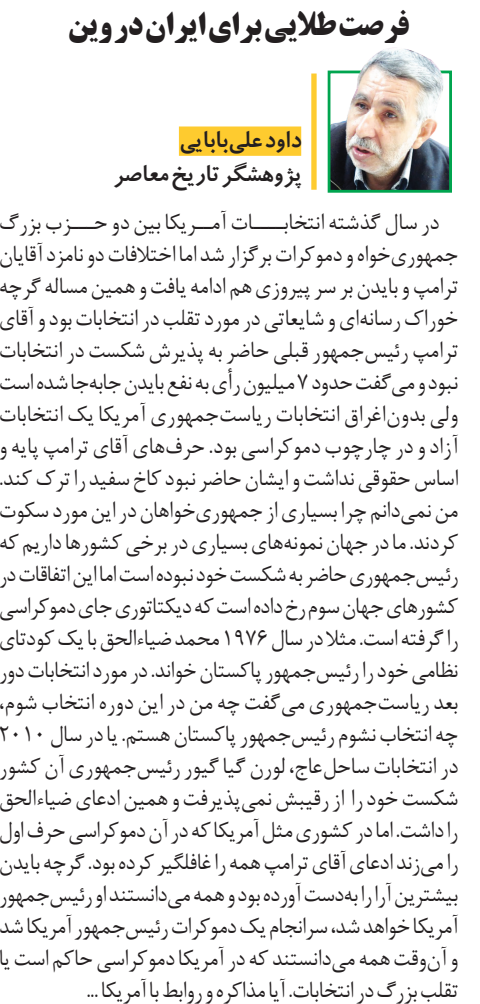 فرصت طلایی برای ایران در وین
داود علی‌بابایی
پژوهشگر تاریخ معاصر
در سال گذشته انتخابات آمریکا بین دو حزب بزرگ
جمهوری‌خواه و دموکرات برگزار شد اما اختلافات دو نامزد آقایان
ترامپ و بایدن بر سر پیروزی هم ادامه یافت و همین مساله گرچه
خوراک رسانه‌ای و شایعاتی در مورد تقلب در انتخابات بود و آقای
ترامپ رئیس‌جمهور قبلی حاضر به پذیرش شکست در انتخابات
نبود و می‌گفت حدود ۷ میلیون رأی به نفع بایدن جابه‌جا شده است
ولی بدون‌اغراق انتخابات ریاست‌جمهوری آمریکا یک انتخابات
آزاد و در چارچوب دموکراسی بود. حرف‌های آقای ترامپ پایه و
اساس حقوقی نداشت و ایشان حاضر نبود کاخ سفید را ترک کند.
من نمی‌دانم چرا بسیاری از جمهوری‌خواهان در این مورد سکوت
کردند. ما در جهان نمونه‌های بسیاری در برخی کشورها داریم که
رئیس‌جمهوری حاضر به شکست خود نبوده است اما این اتفاقات در
کشورهای جهان سوم رخ داده است که دیکتاتوری جای دموکراسی
را گرفته است. مثلا در سال ۱۹۷۶ محمد ضیاءالحق با یک کودتای
نظامی خود را رئیس‌جمهور پاکستان خواند. در مورد انتخابات دور
بعد ریاست‌جمهوری می‌گفت چه من در این دوره انتخاب شوم،
چه انتخاب نشوم رئیس‌جمهور پاکستان هستم. یا در سال ۲۰۱۰
در انتخابات ساحل‌عاج، لورن گیا گیور رئیس‌جمهوری آن کشور
شکست خود را از رقیبش نمی‌پذیرفت و همین ادعای ضیاءالحق
را داشت. اما در کشوری مثل آمریکا که در آن دموکراسی حرف اول
را می‌زند ادعای آقای ترامپ همه را غافلگیر کرده بود. گرچه بایدن
بیشترین آرا را به‌دست آورده بود و همه می‌دانستند او رئیس‌جمهور
آمریکا خواهد شد، سرانجام یک دموکرات رئیس‌جمهور آمریکا شد
و آن‌وقت همه می‌دانستند که در آمریکا دموکراسی حاکم است یا
تقلب بزرگ در انتخابات. آیا مذاکره و روابط با آمریکا ...